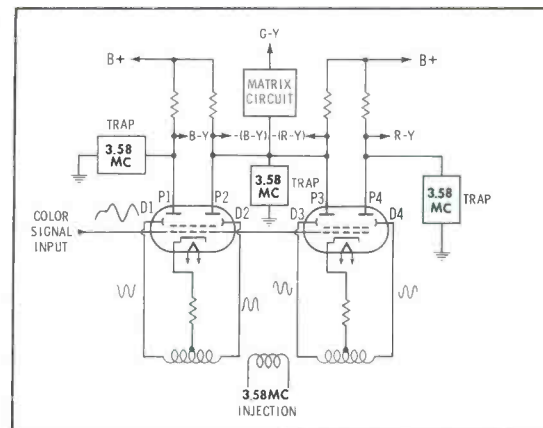 G-Y
B+
B+
MATRIX CIRCUIT
TRAP
B-Y
-(B-Y)
-(R-Y)
R-Y
3.58 MC
3.58 MC
TRAP
3.58 MC
TRAP
P1
P2
P3
P4
D1
D2
D3
D4
COLOR SIGNAL INPUT
3.58MC INJECTION